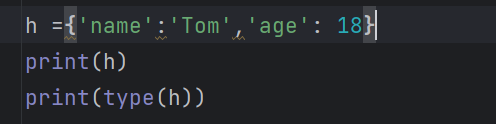 h ={'name':'Tom','age': 18}
print(h)
print(type(h))